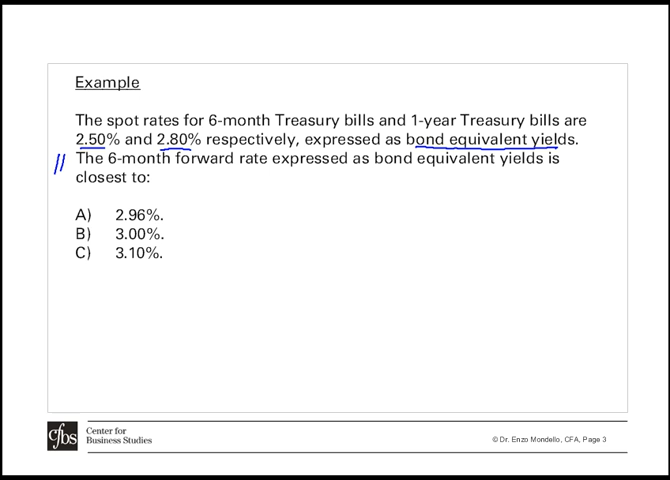 Example
The spot rates for 6-month Treasury bills and 1-year Treasury bills are
2.50% and 2.80% respectively, expressed as bond equivalent yields.
The 6-month forward rate expressed as bond equivalent yields is
closest to:
A) 2.96%.
B) 3.00%.
C) 3.10%.
cfbs
Center for
Business Studies
© Dr. Enzo Mondello, CFA, Page 3